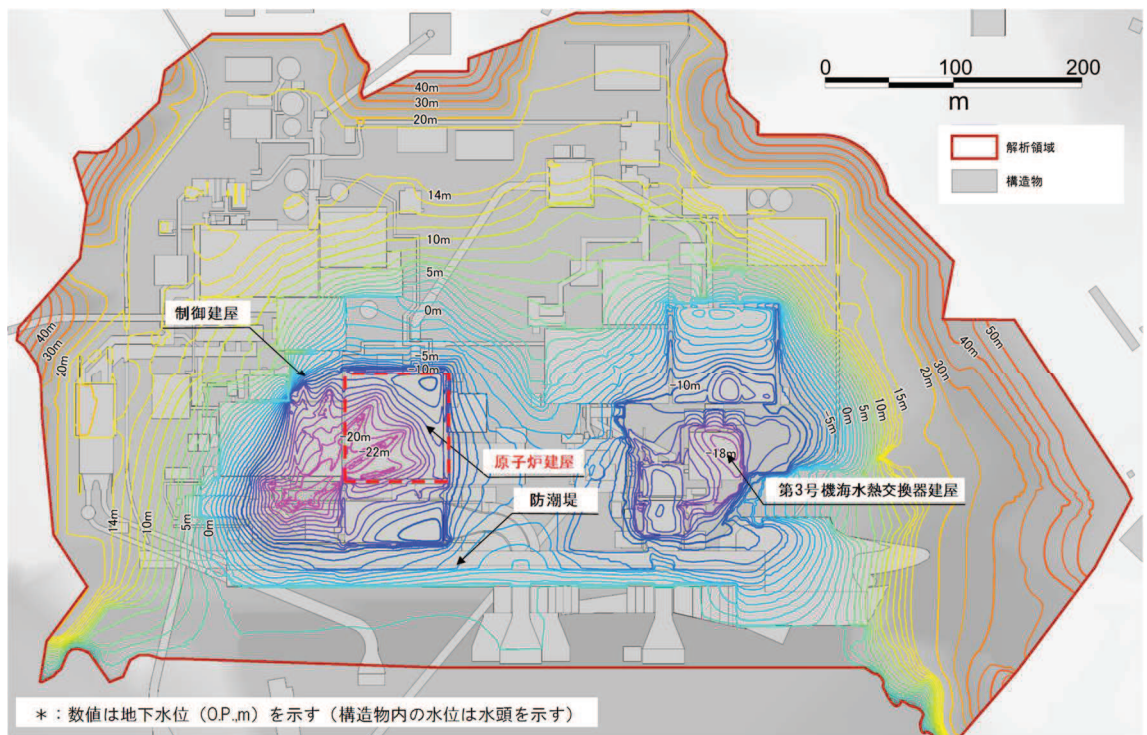 0 100 200
m
解析領域
構造物
40m
30m
20m
14m
10m
5m
0m
-5m
-10m
制御建屋
40m
30m
20m
-20m
-22m
原子炉建屋
防潮堤
-10m
-18m
第3号機海水熱交換器建屋
-5m
0m
5m
10m
15m
20m
30m
40m
50m
14m
10m
5m
0m
＊：数値は地下水位（O.P.,m）を示す（構造物内の水位は水頭を示す）